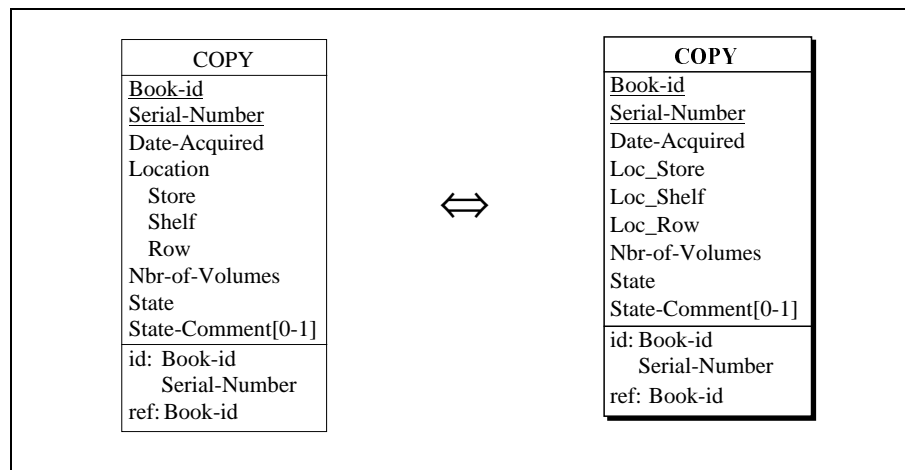 COPY
Book-id
Serial-Number
Date-Acquired
Location
Store
Shelf
Row
Nbr-of-Volumes
State
State-Comment[0-1]
id: Book-id
Serial-Number
ref: Book-id
⇔
COPY
Book-id
Serial-Number
Date-Acquired
Loc_Store
Loc_Shelf
Loc_Row
Nbr-of-Volumes
State
State-Comment[0-1]
id: Book-id
Serial-Number
ref: Book-id